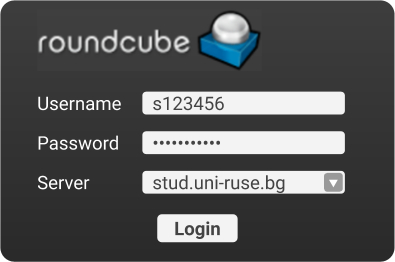 roundcube
Username s123456
Password •••••••••••
Server stud.uni-ruse.bg
Login